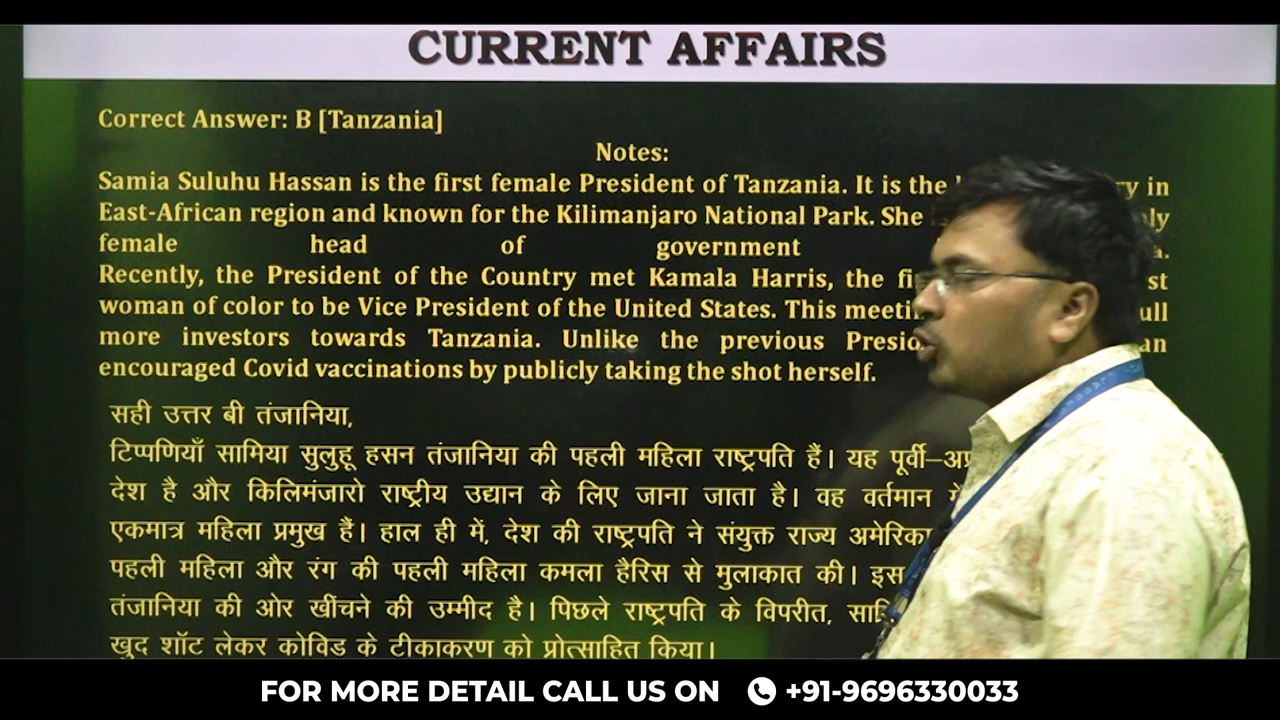 CURRENT AFFAIRS
Correct Answer: B [Tanzania]
Notes:
Samia Suluhu Hassan is the first female President of Tanzania. It is the in
East-African region and known for the Kilimanjaro National Park. She
female head of government
Recently, the President of the Country met Kamala Harris, the
woman of color to be Vice President of the United States. This
more investors towards Tanzania. Unlike the previous
encouraged Covid vaccinations by publicly taking the shot herself.
सही उत्तर बी तंजानिया,
टिप्पणियाँ सामिया सुलुहू हसन तंजानिया की पहली महिला राष्ट्रपति हैं। यह
देश है और किलिमंजारो राष्ट्रीय उद्यान के लिए जाना जाता है। वह वर्तमान
एकमात्र महिला प्रमुख हैं। हाल ही में, देश की राष्ट्रपति ने संयुक्त राज्य
पहली महिला और रंग की पहली महिला कमला हैरिस से मुलाकात की। इस
तंजानिया की ओर खींचने की उम्मीद है। पिछले राष्ट्रपति के विपरीत,
खुद शॉट लेकर कोविड के टीकाकरण को प्रोत्साहित किया।
FOR MORE DETAIL CALL US ON +91-9696330033